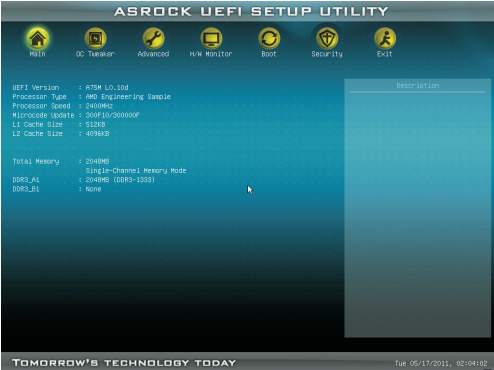 ASROCK UEFI SETUP UTILITY
Main OC Tweaker Advanced H/W Monitor Boot Security Exit
UEFI Version : A75M L0.10d
Processor Type : AMD Engineering Sample
Processor Speed : 2400MHz
Microcode Update : 300F10/300000F
L1 Cache Size : 512KB
L2 Cache Size : 4096KB
Total Memory : 2048MB
Single-Channel Memory Mode
DDR3_A1 : 2048MB (DDR3-1333)
DDR3_B1 : None
Description
TOMORROW'S TECHNOLOGY TODAY
Tue 05/17/2011, 02:04:02